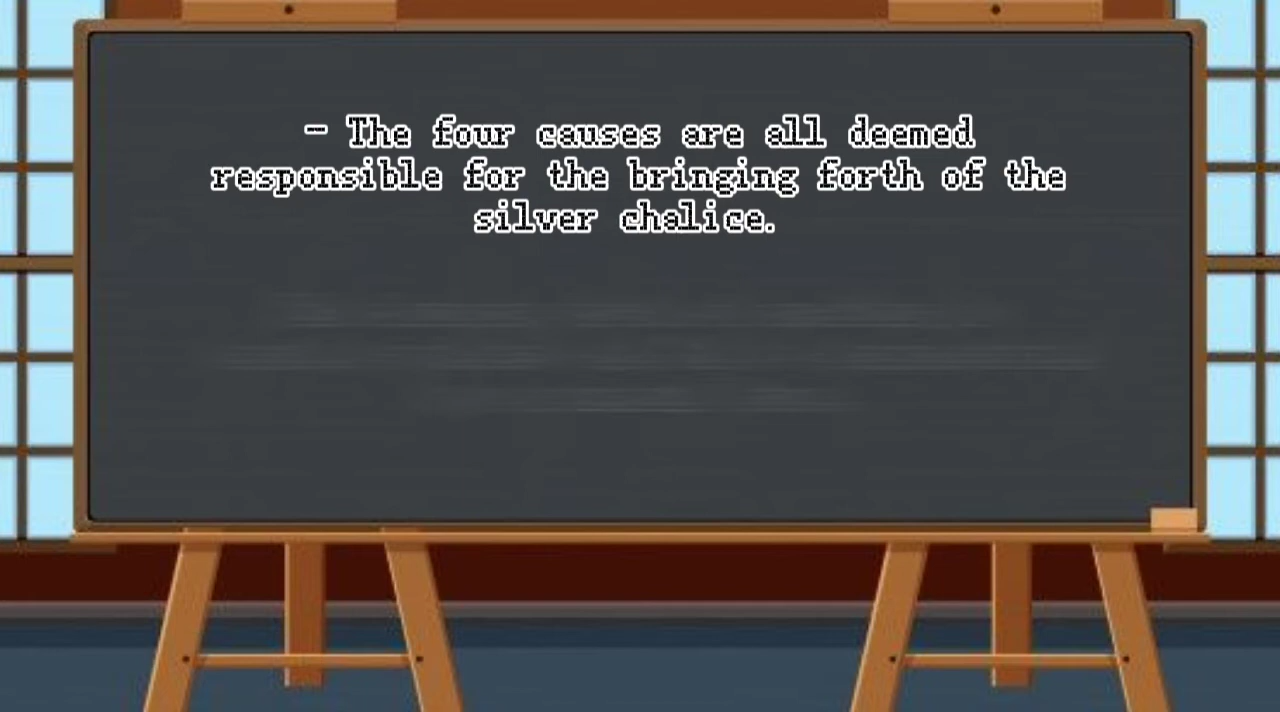 - The four causes are all deemed
responsible for the bringing forth of the
silver chalice.